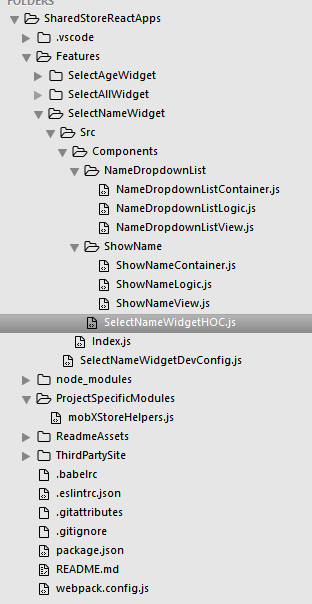 FOLDERS
SharedStoreReactApps
.vscode
Features
SelectAgeWidget
SelectAllWidget
SelectNameWidget
Src
Components
NameDropdownList
NameDropdownListContainer.js
NameDropdownListLogic.js
NameDropdownListView.js
ShowName
ShowNameContainer.js
ShowNameLogic.js
ShowNameView.js
SelectNameWidgetHOC.js
Index.js
SelectNameWidgetDevConfig.js
node_modules
ProjectSpecificModules
mobXStoreHelpers.js
ReadmeAssets
ThirdPartySite
.babelrc
.eslintrc.json
.gitattributes
.gitignore
package.json
README.md
webpack.config.js